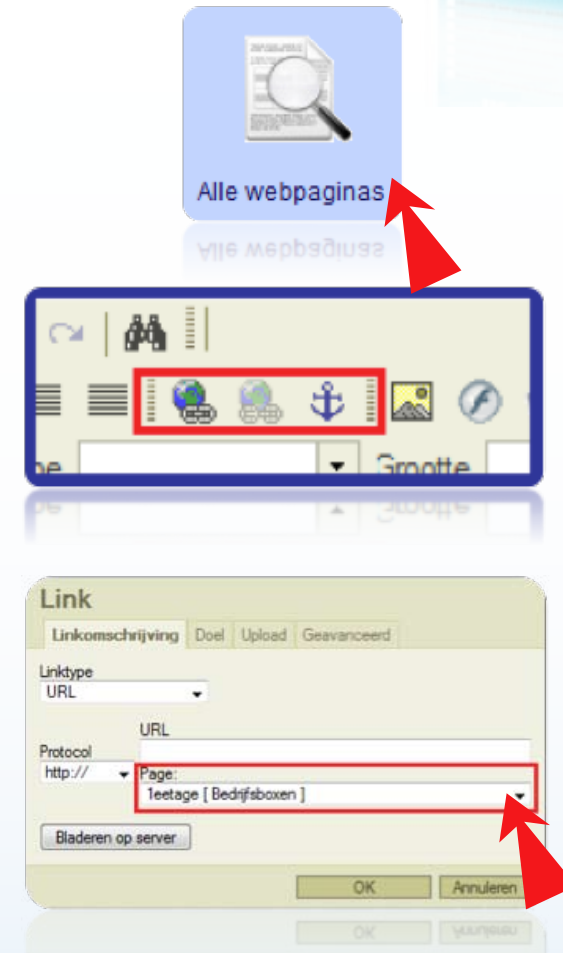 Alle webpaginas
Grootte
Link
Linkomschrijving Doel Upload Geavanceerd
Linktype
URL
URL
Protocol
http://
Page:
1eetage [ Bedrijfsboxen ]
Bladeren op server
OK Annuleren